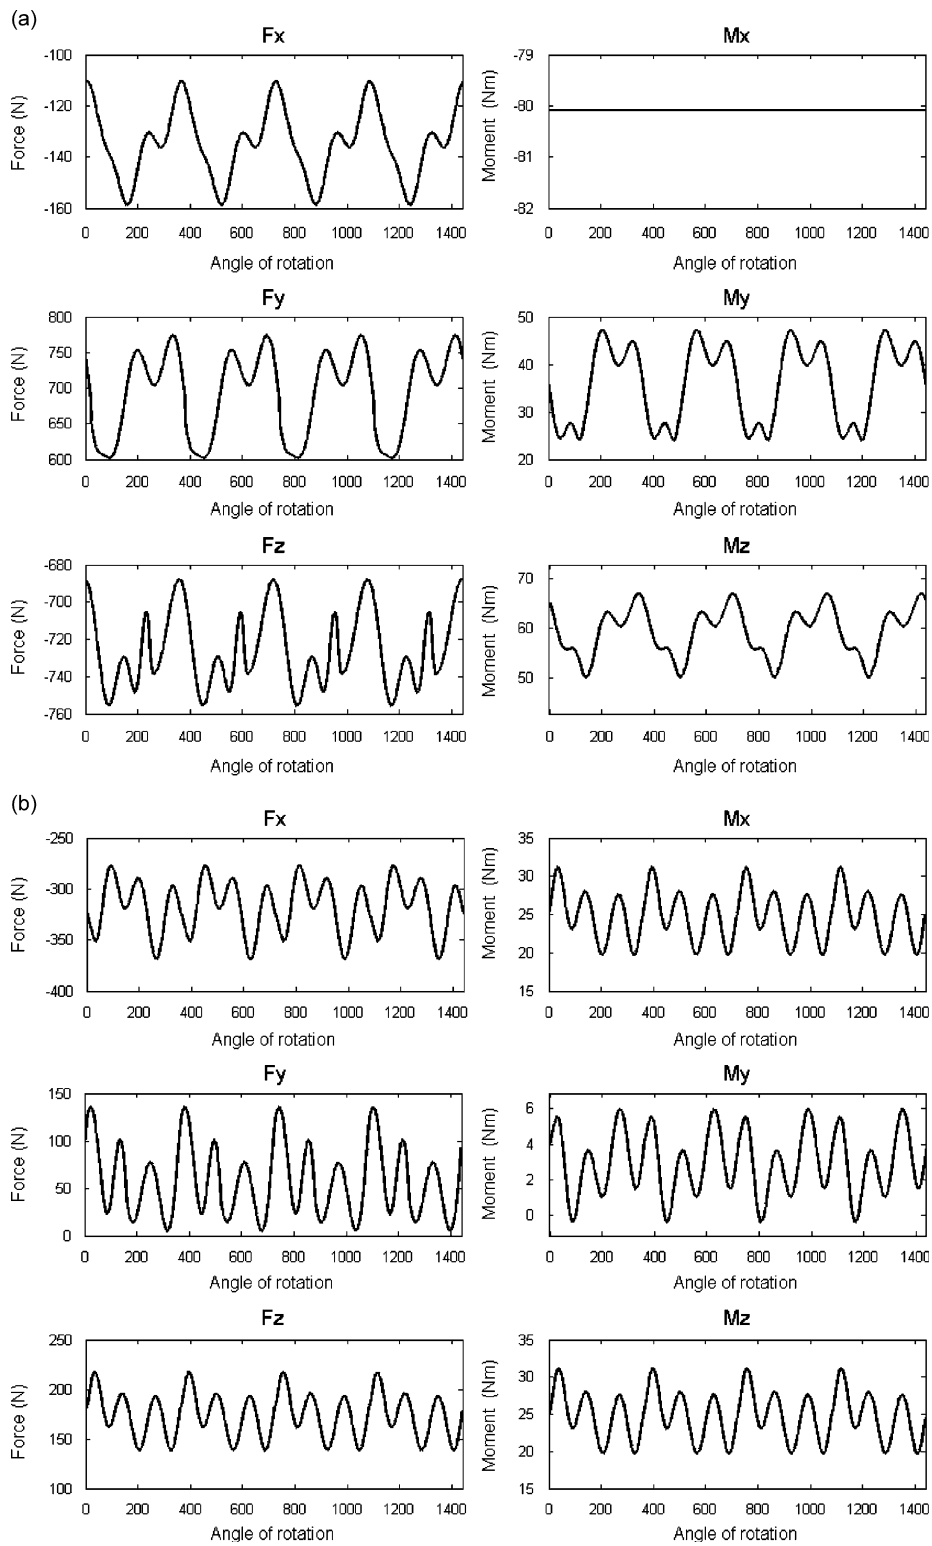 (a)
Fx
Force (N)
-100
-120
-140
-160
0 200 400 600 800 1000 1200 1400
Angle of rotation
Mx
Moment (Nm)
-79
-80
-81
-82
0 200 400 600 800 1000 1200 1400
Angle of rotation
Fy
Force (N)
800
750
700
650
600
0 200 400 600 800 1000 1200 1400
Angle of rotation
My
Moment (Nm)
50
40
30
20
0 200 400 600 800 1000 1200 1400
Angle of rotation
Fz
Force (N)
-680
-700
-720
-740
-760
0 200 400 600 800 1000 1200 1400
Angle of rotation
Mz
Moment (Nm)
70
60
50
0 200 400 600 800 1000 1200 1400
Angle of rotation
(b)
Fx
Force (N)
-250
-300
-350
-400
0 200 400 600 800 1000 1200 1400
Angle of rotation
Mx
Moment (Nm)
35
30
25
20
15
0 200 400 600 800 1000 1200 1400
Angle of rotation
Fy
Force (N)
150
100
50
0
0 200 400 600 800 1000 1200 1400
Angle of rotation
My
Moment (Nm)
6
4
2
0
0 200 400 600 800 1000 1200 1400
Angle of rotation
Fz
Force (N)
250
200
150
100
0 200 400 600 800 1000 1200 1400
Angle of rotation
Mz
Moment (Nm)
35
30
25
20
15
0 200 400 600 800 1000 1200 1400
Angle of rotation